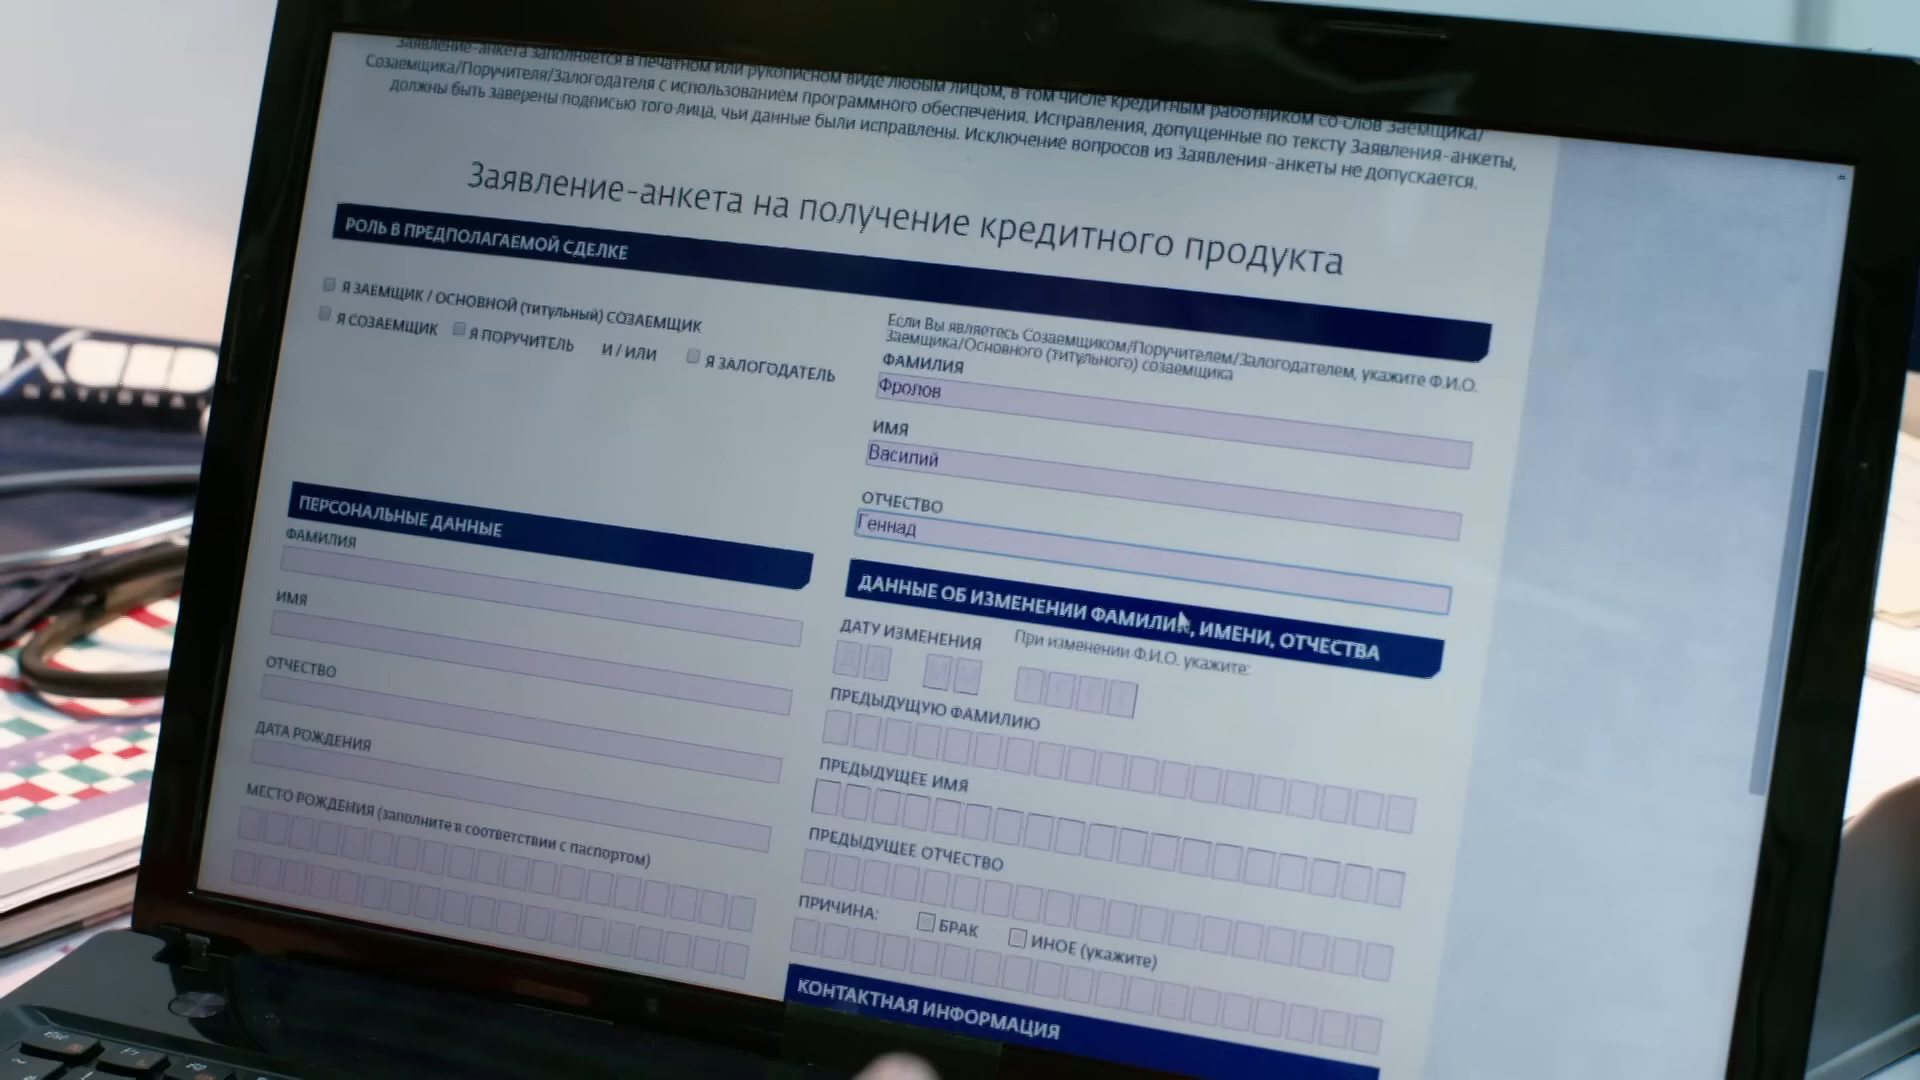 Заявление-анкета заполняется в печатном или рукописном виде любым лицом, в том числе кредитным работником со слов Заемщика/
Созаемщика/Поручителя/Залогодателя с использованием программного обеспечения. Исправления, допущенные по тексту Заявления-анкеты,
должны быть заверены подписью того лица, чьи данные были исправлены. Исключение вопросов из Заявления-анкеты не допускается.
Заявление-анкета на получение кредитного продукта
РОЛЬ В ПРЕДПОЛАГАЕМОЙ СДЕЛКЕ
Я ЗАЕМЩИК / ОСНОВНОЙ (титульный) СОЗАЕМЩИК
Я СОЗАЕМЩИК Я ПОРУЧИТЕЛЬ И / ИЛИ Я ЗАЛОГОДАТЕЛЬ
Если Вы являетесь Созаемщиком/Поручителем/Залогодателем, укажите Ф.И.О.
Заемщика/Основного (титульного) созаемщика
ФАМИЛИЯ
Фролов
ИМЯ
Василий
ОТЧЕСТВО
Геннад
ПЕРСОНАЛЬНЫЕ ДАННЫЕ
ФАМИЛИЯ
ИМЯ
ОТЧЕСТВО
ДАТА РОЖДЕНИЯ
МЕСТО РОЖДЕНИЯ (заполните в соответствии с паспортом)
ДАННЫЕ ОБ ИЗМЕНЕНИИ ФАМИЛИИ, ИМЕНИ, ОТЧЕСТВА
ДАТУ ИЗМЕНЕНИЯ При изменении Ф.И.О. укажите:
ПРЕДЫДУЩУЮ ФАМИЛИЮ
ПРЕДЫДУЩЕЕ ИМЯ
ПРЕДЫДУЩЕЕ ОТЧЕСТВО
ПРИЧИНА: БРАК ИНОЕ (укажите)
КОНТАКТНАЯ ИНФОРМАЦИЯ